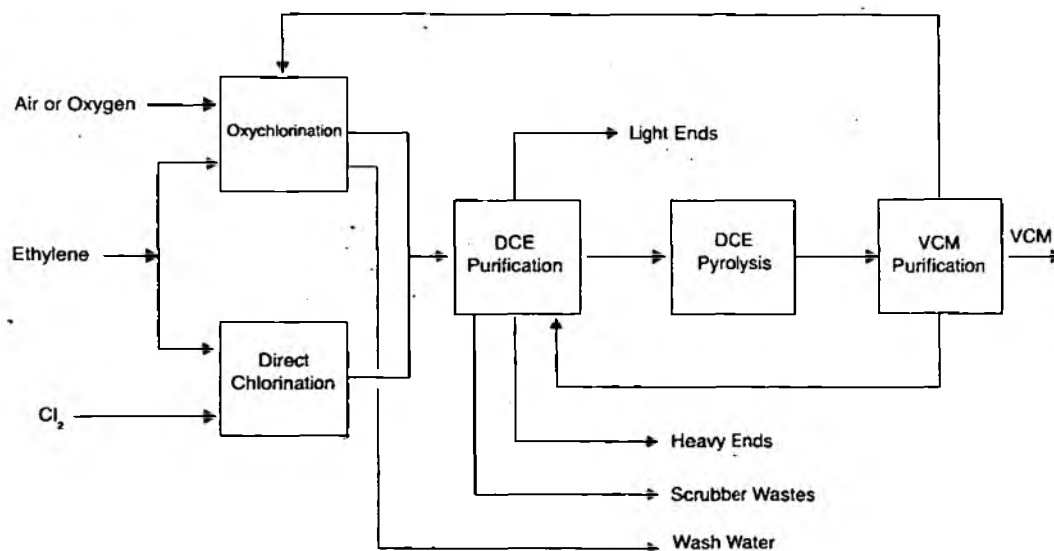 Air or Oxygen
Oxychlorination
Light Ends
Ethylene
DCE
Purification
DCE
Pyrolysis
VCM
Purification
VCM
Direct
Chlorination
Cl₂
Heavy Ends
Scrubber Wastes
Wash Water